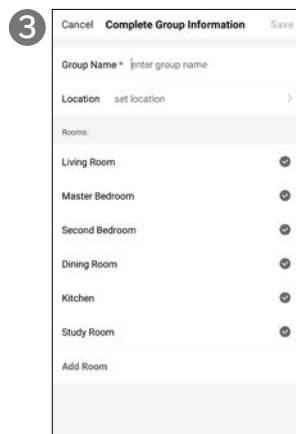 3
Cancel Complete Group Information Save
Group Name * enter group name
Location set location >
Rooms:
Living Room
Master Bedroom
Second Bedroom
Dining Room
Kitchen
Study Room
Add Room